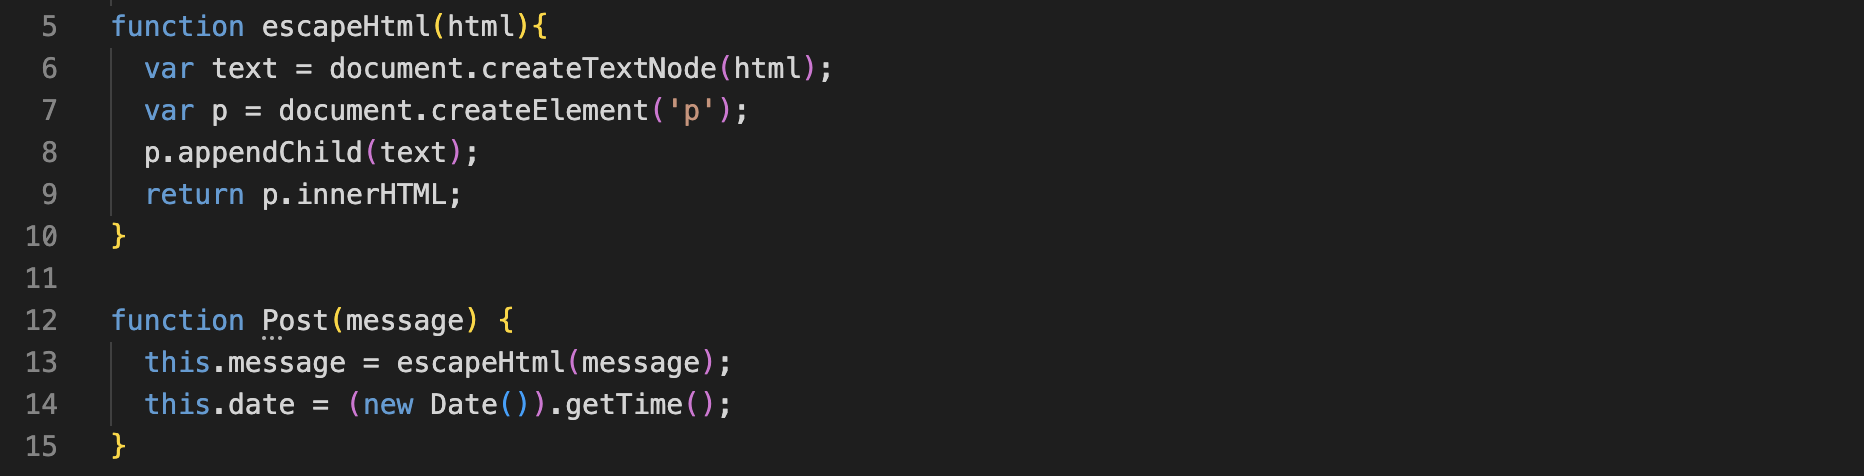 5 function escapeHtml(html){
6 var text = document.createTextNode(html);
7 var p = document.createElement('p');
8 p.appendChild(text);
9 return p.innerHTML;
10 }
11
12 function Post(message) {
13 this.message = escapeHtml(message);
14 this.date = (new Date()).getTime();
15 }